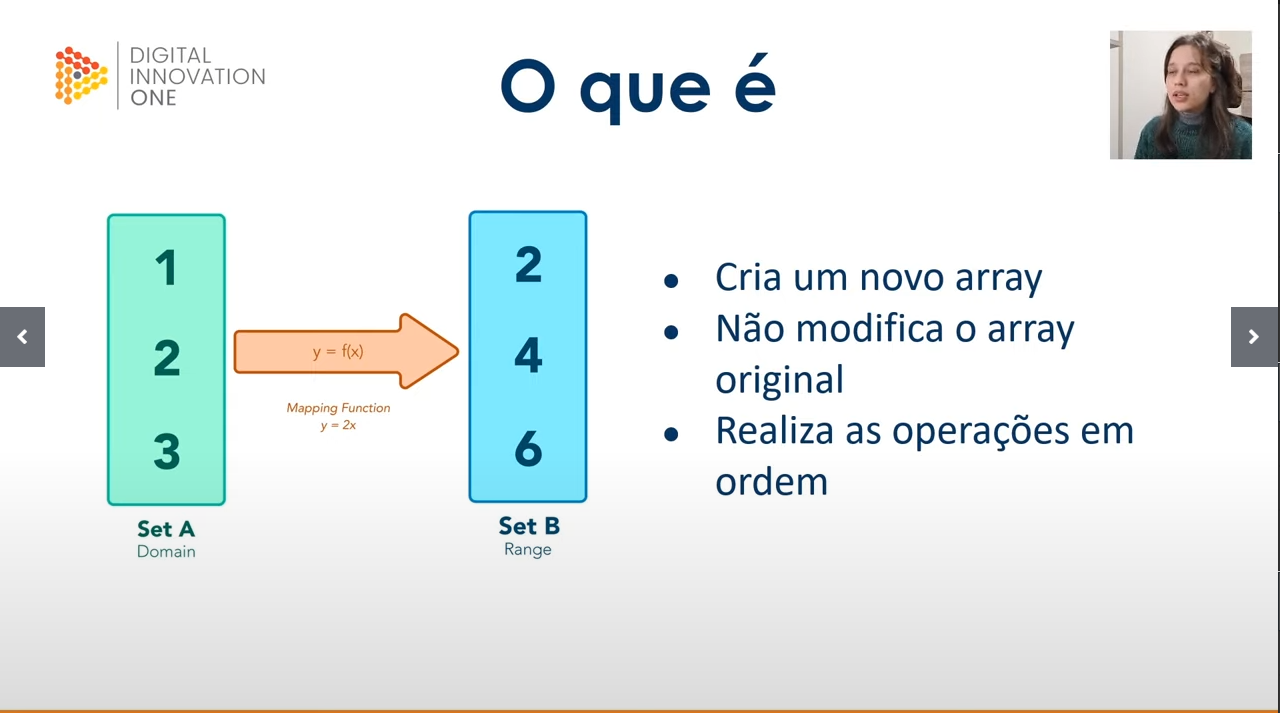 DIGITAL
INNOVATION
ONE
O que é
1
2
3
Set A
Domain
y = f(x)
Mapping Function
y = 2x
2
4
6
Set B
Range
• Cria um novo array
• Não modifica o array
original
• Realiza as operações em
ordem